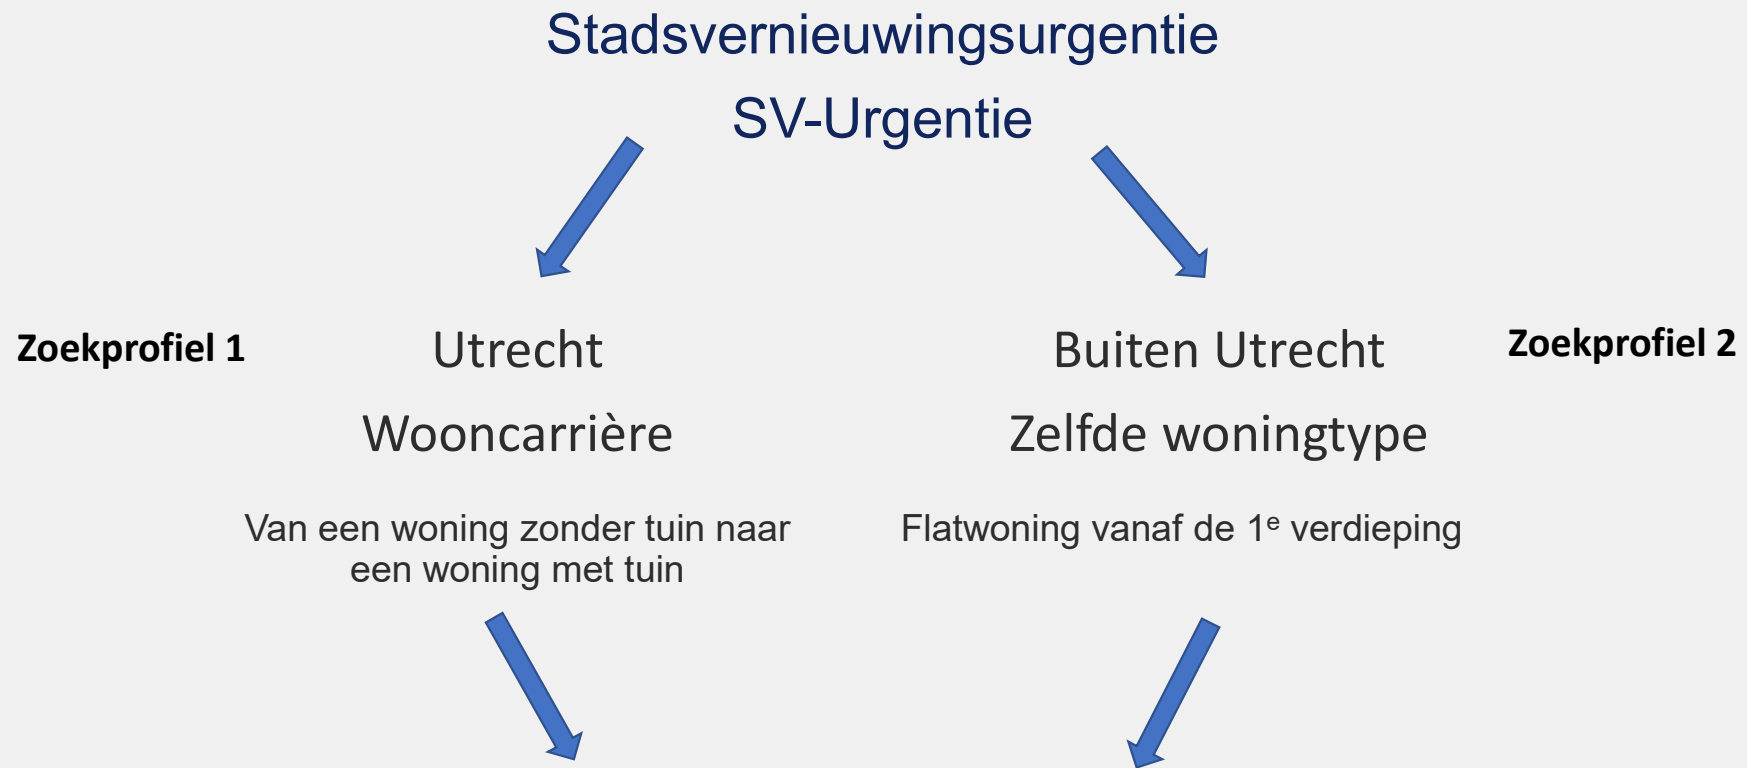 Stadsvernieuwingsurgentie
SV-Urgentie
Zoekprofiel 1
Utrecht
Wooncarrière
Van een woning zonder tuin naar
een woning met tuin
Buiten Utrecht
Zoekprofiel 2
Zelfde woningtype
Flatwoning vanaf de 1e verdieping